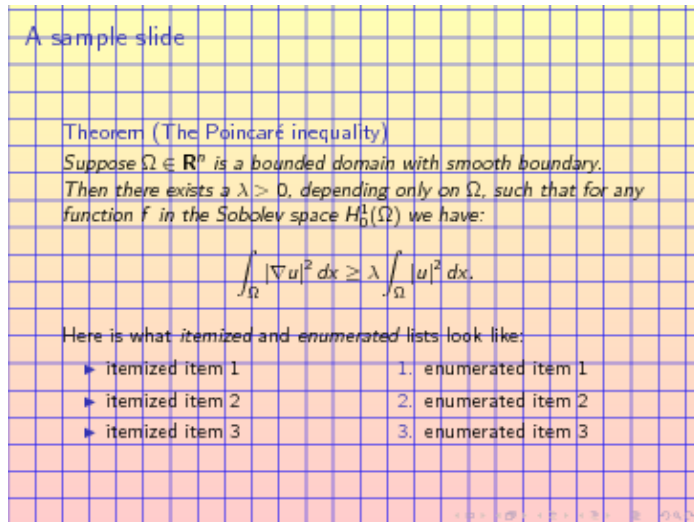 A sample slide
Theorem (The Poincaré inequality)
Suppose Ω ∈ Rⁿ is a bounded domain with smooth boundary.
Then there exists a λ > 0, depending only on Ω, such that for any
function f in the Sobolev space H₀¹(Ω) we have:
∫_Ω |∇u|² dx ≥ λ ∫_Ω |u|² dx.
Here is what itemized and enumerated lists look like:
▶ itemized item 1
▶ itemized item 2
▶ itemized item 3
1. enumerated item 1
2. enumerated item 2
3. enumerated item 3